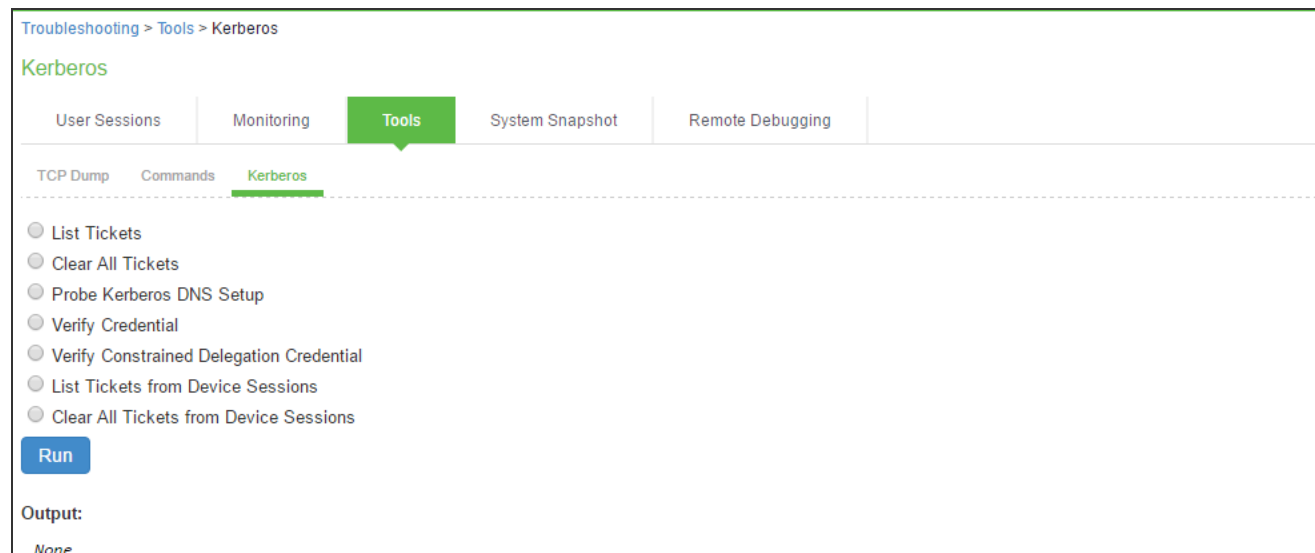 Troubleshooting > Tools > Kerberos
Kerberos
User Sessions Monitoring Tools System Snapshot Remote Debugging
TCP Dump Commands Kerberos
List Tickets
Clear All Tickets
Probe Kerberos DNS Setup
Verify Credential
Verify Constrained Delegation Credential
List Tickets from Device Sessions
Clear All Tickets from Device Sessions
Run
Output:
None